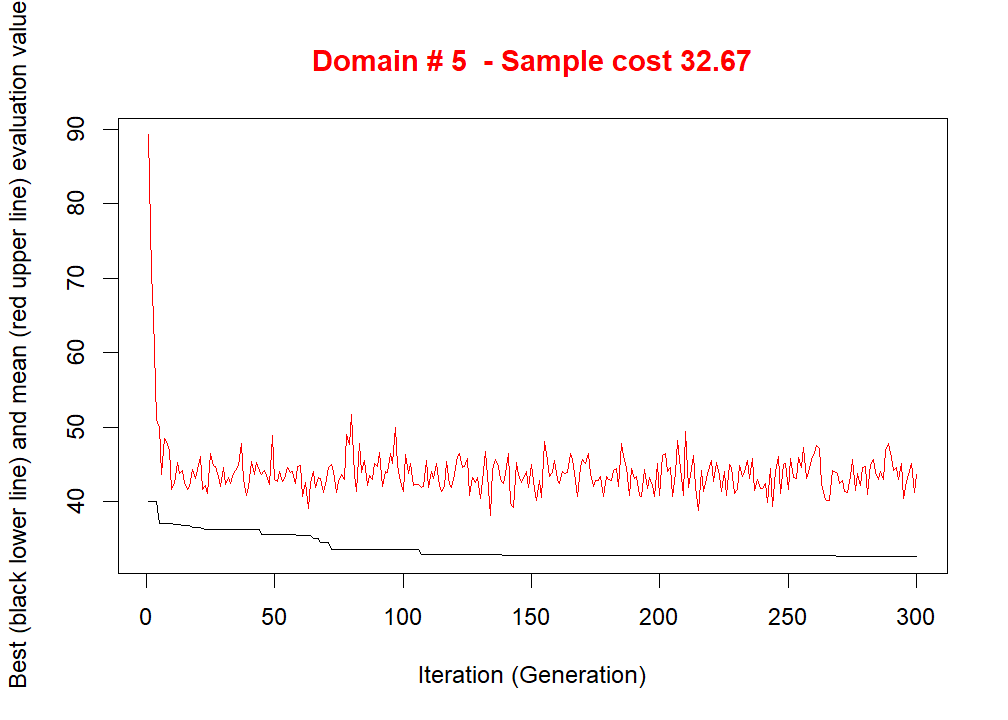 Domain # 5  - Sample cost 32.67
Best (black lower line) and mean (red upper line) evaluation value
90
80
70
60
50
40
0 50 100 150 200 250 300
Iteration (Generation)